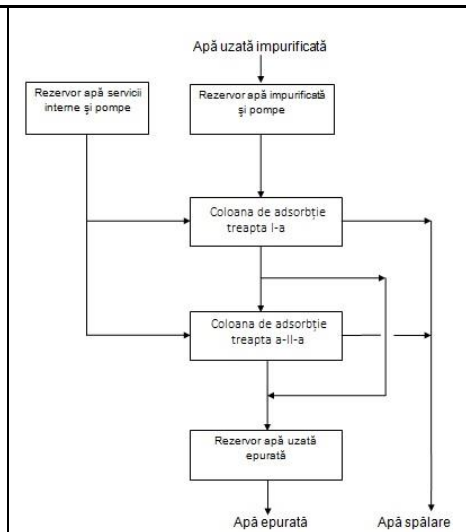 Apă uzată impurificată
Rezervor apă servicii
interne și pompe
Rezervor apă impurificată
și pompe
Coloana de adsorbție
treapta I-a
Coloana de adsorbție
treapta a-II-a
Rezervor apă uzată
epurată
Apă epurată
Apă spălare